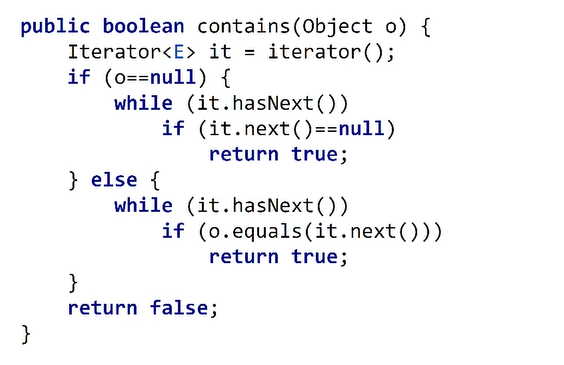 public boolean contains(Object o) {
    Iterator<E> it = iterator();
    if (o==null) {
        while (it.hasNext())
            if (it.next()==null)
                return true;
    } else {
        while (it.hasNext())
            if (o.equals(it.next()))
                return true;
    }
    return false;
}